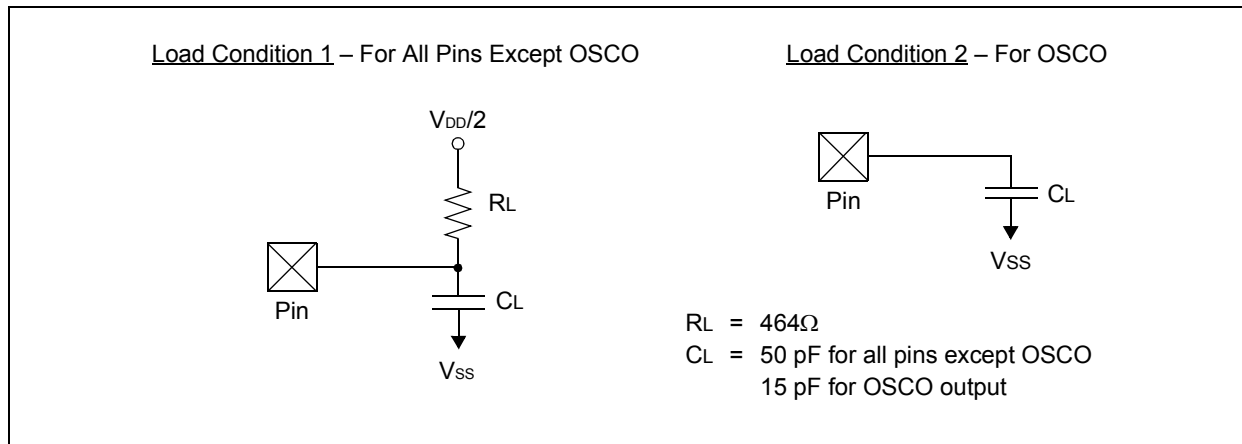 Load Condition 1 – For All Pins Except OSCO
VDD/2
RL
Pin
CL
VSS
Load Condition 2 – For OSCO
Pin
CL
VSS
RL = 464Ω
CL = 50 pF for all pins except OSCO
15 pF for OSCO output